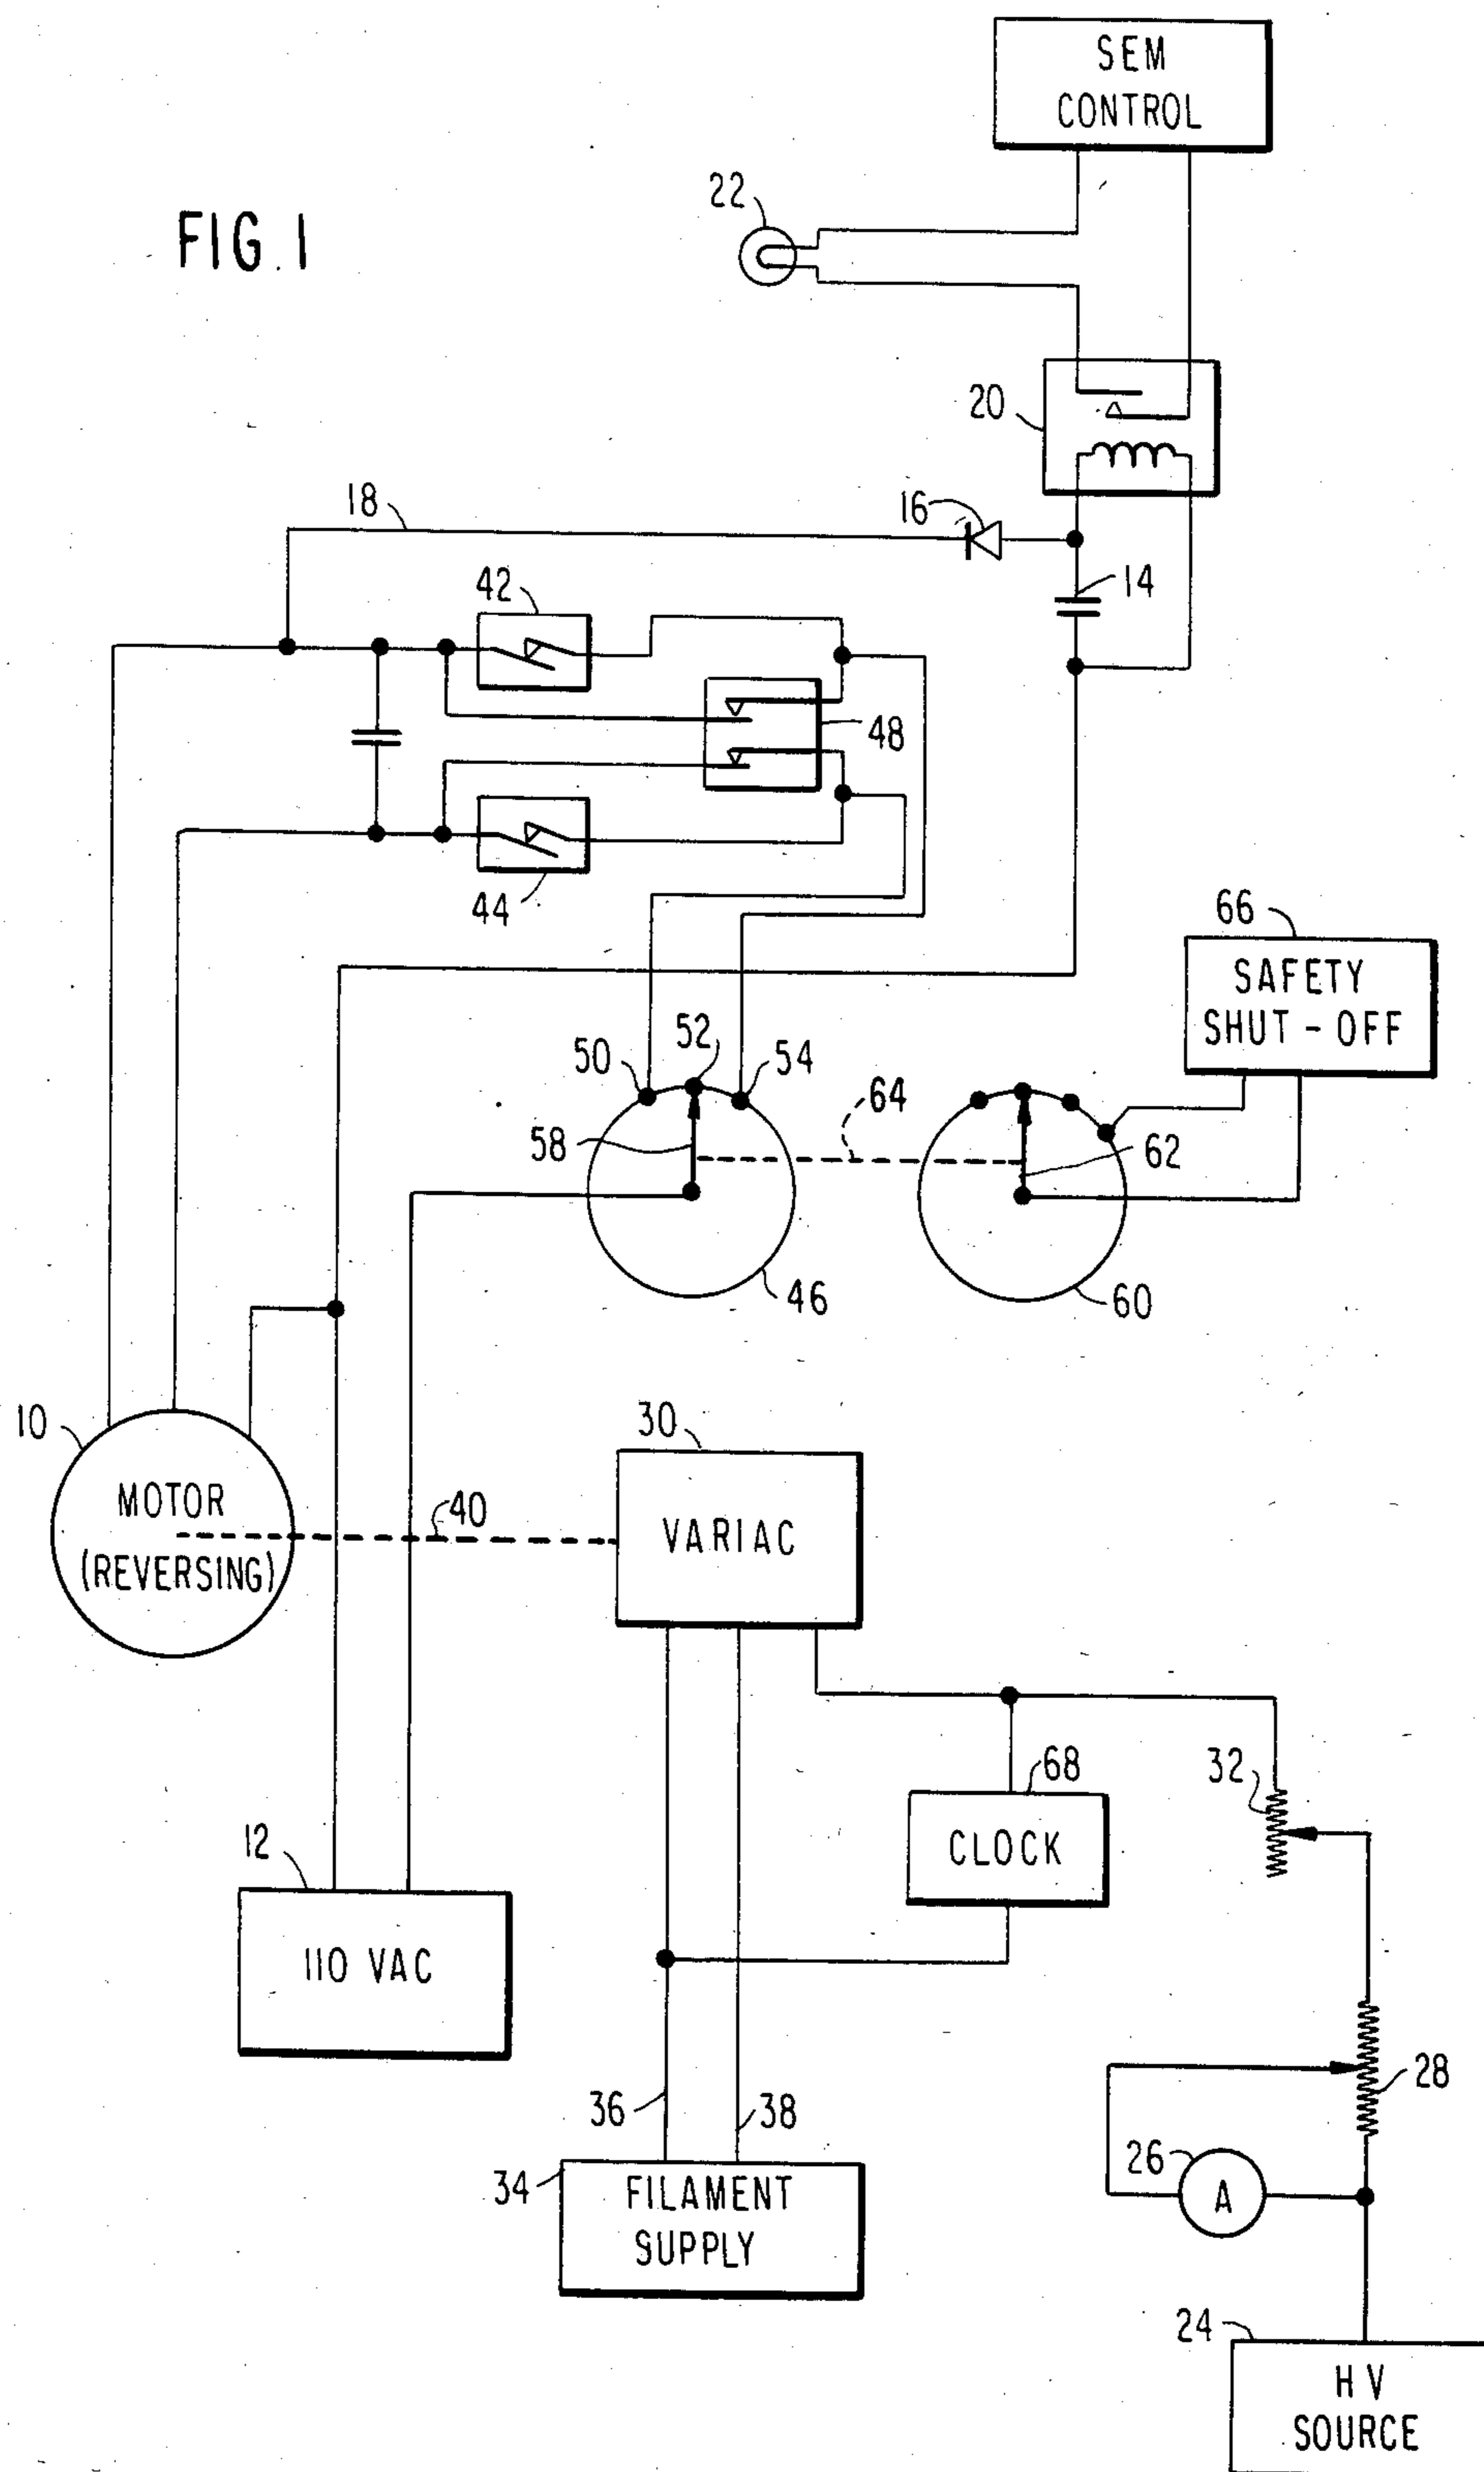 SEM
CONTROL
22
FIG. 1
20
18
16
14
42
48
44
66
SAFETY
SHUT - OFF
50
52
54
64
58
62
46
60
10
30
MOTOR
(REVERSING)
40
VARIAC
68
32
12
CLOCK
110 VAC
28
36
38
26
34
FILAMENT
SUPPLY
A
24
HV
SOURCE